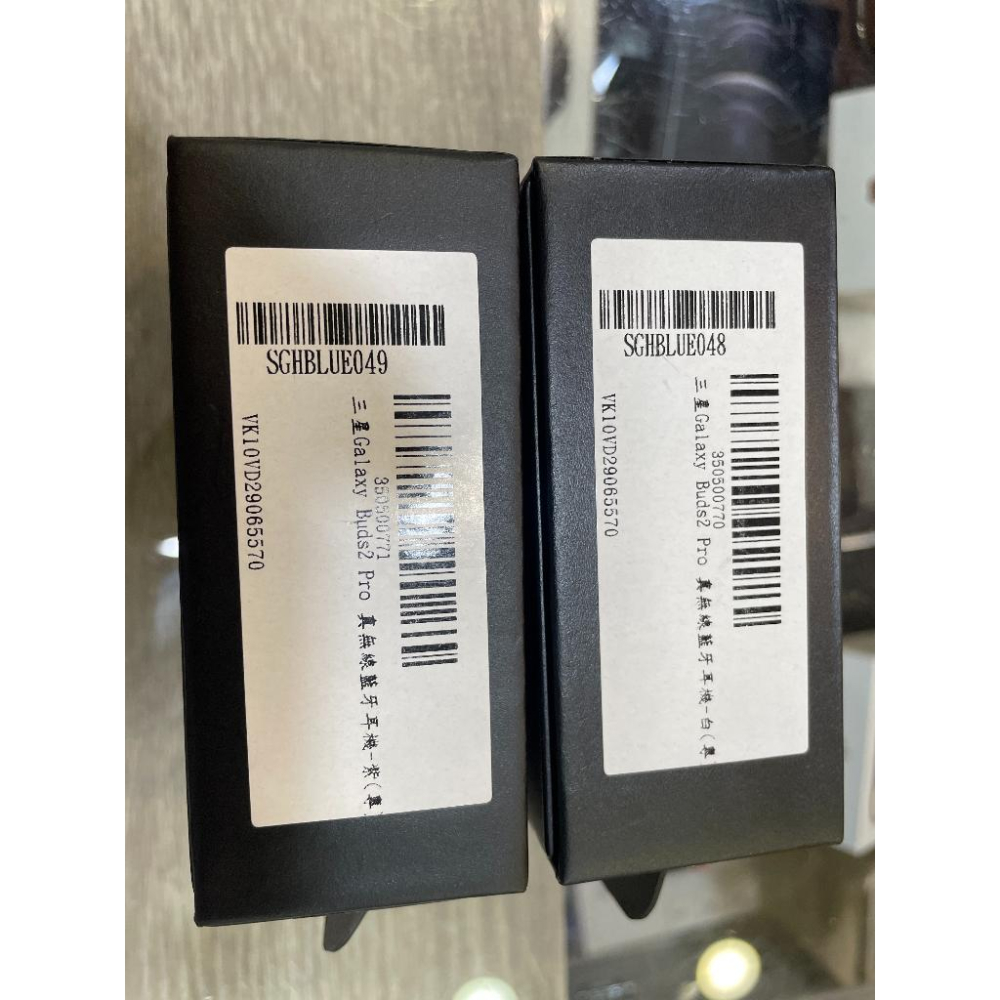 SGHBLUE049
350500771
三星Galaxy Buds2 Pro 真無線藍牙耳機-紫(
VK10VD29065570
SGHBLUE048
350500770
三星Galaxy Buds2 Pro 真無線藍牙耳機-白(
VK10VD29065570